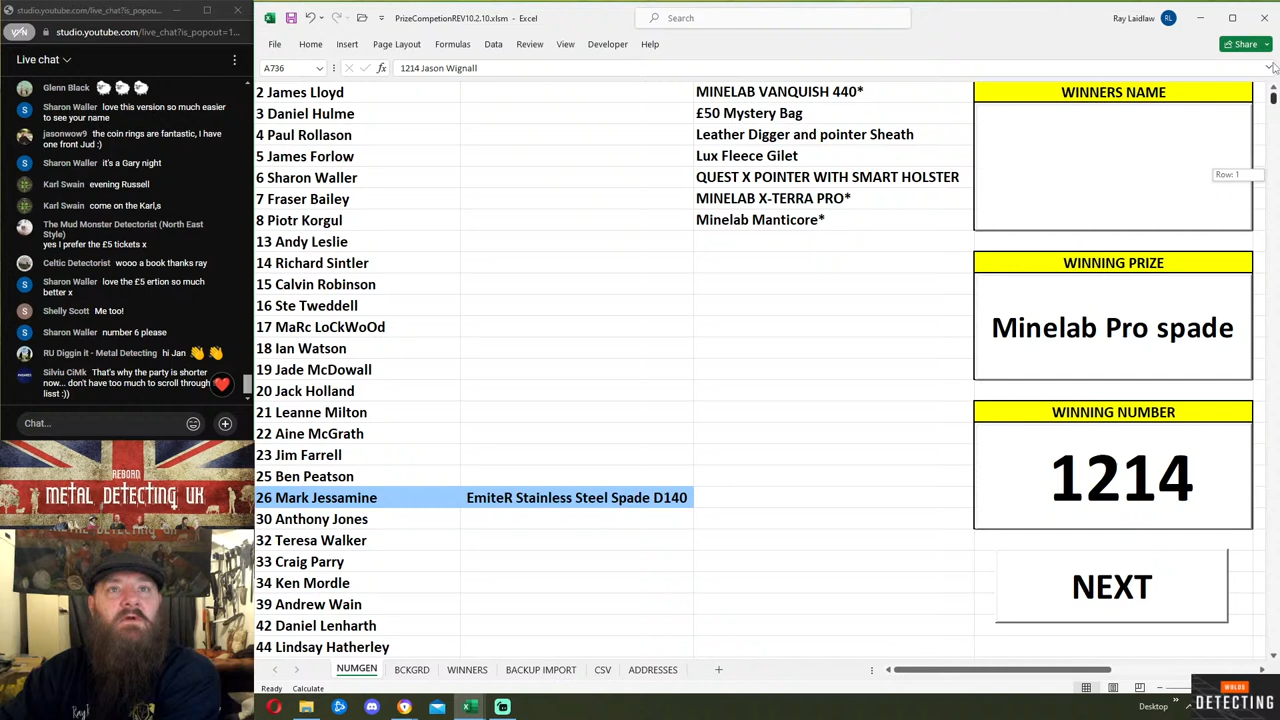 studio.youtube.com/live_chat?is_popou...
studio.youtube.com/live_chat?is_popout=1...
Live chat
Glenn Black
Sharon Waller love this version so much easier
to see your name
jasonwow9 the coin rings are fantastic, I have
one front Jud :)
Sharon Waller it's a Gary night
Karl Swain evening Russell
Karl Swain come on the Karl,s
The Mud Monster Detectorist (North East
Style)
yes I prefer the £5 tickets x
Celtic Detectorist wooo a book thanks ray
Sharon Waller love the £5 ertion so much
better x
Shelly Scott Me too!
Sharon Waller number 6 please
RU Diggin it - Metal Detecting hi Jan
Silviu CiMk That's why the party is shorter
now... don't have too much to scroll through
lisst :))
Chat...
REBORN
METAL DETECTING UK
PrizeCompetionREV10.2.10.xlsm - Excel
Search
Ray Laidlaw RL
File Home Insert Page Layout Formulas Data Review View Developer Help
Share
A736 fx 1214 Jason Wignall
2 James Lloyd MINELAB VANQUISH 440*
3 Daniel Hulme £50 Mystery Bag
4 Paul Rollason Leather Digger and pointer Sheath
5 James Forlow Lux Fleece Gilet
6 Sharon Waller QUEST X POINTER WITH SMART HOLSTER
7 Fraser Bailey MINELAB X-TERRA PRO*
8 Piotr Korgul Minelab Manticore*
13 Andy Leslie
14 Richard Sintler
15 Calvin Robinson
16 Ste Tweddell
17 MaRc LoCkWoOd
18 Ian Watson
19 Jade McDowall
20 Jack Holland
21 Leanne Milton
22 Aine McGrath
23 Jim Farrell
25 Ben Peatson
26 Mark Jessamine EmiteR Stainless Steel Spade D140
30 Anthony Jones
32 Teresa Walker
33 Craig Parry
34 Ken Mordle
39 Andrew Wain
42 Daniel Lenharth
44 Lindsay Hatherley
WINNERS NAME
Row: 1
WINNING PRIZE
Minelab Pro spade
WINNING NUMBER
1214
NEXT
NUMGEN BCKGRD WINNERS BACKUP IMPORT CSV ADDRESSES
Ready Calculate
Desktop
DETECTING